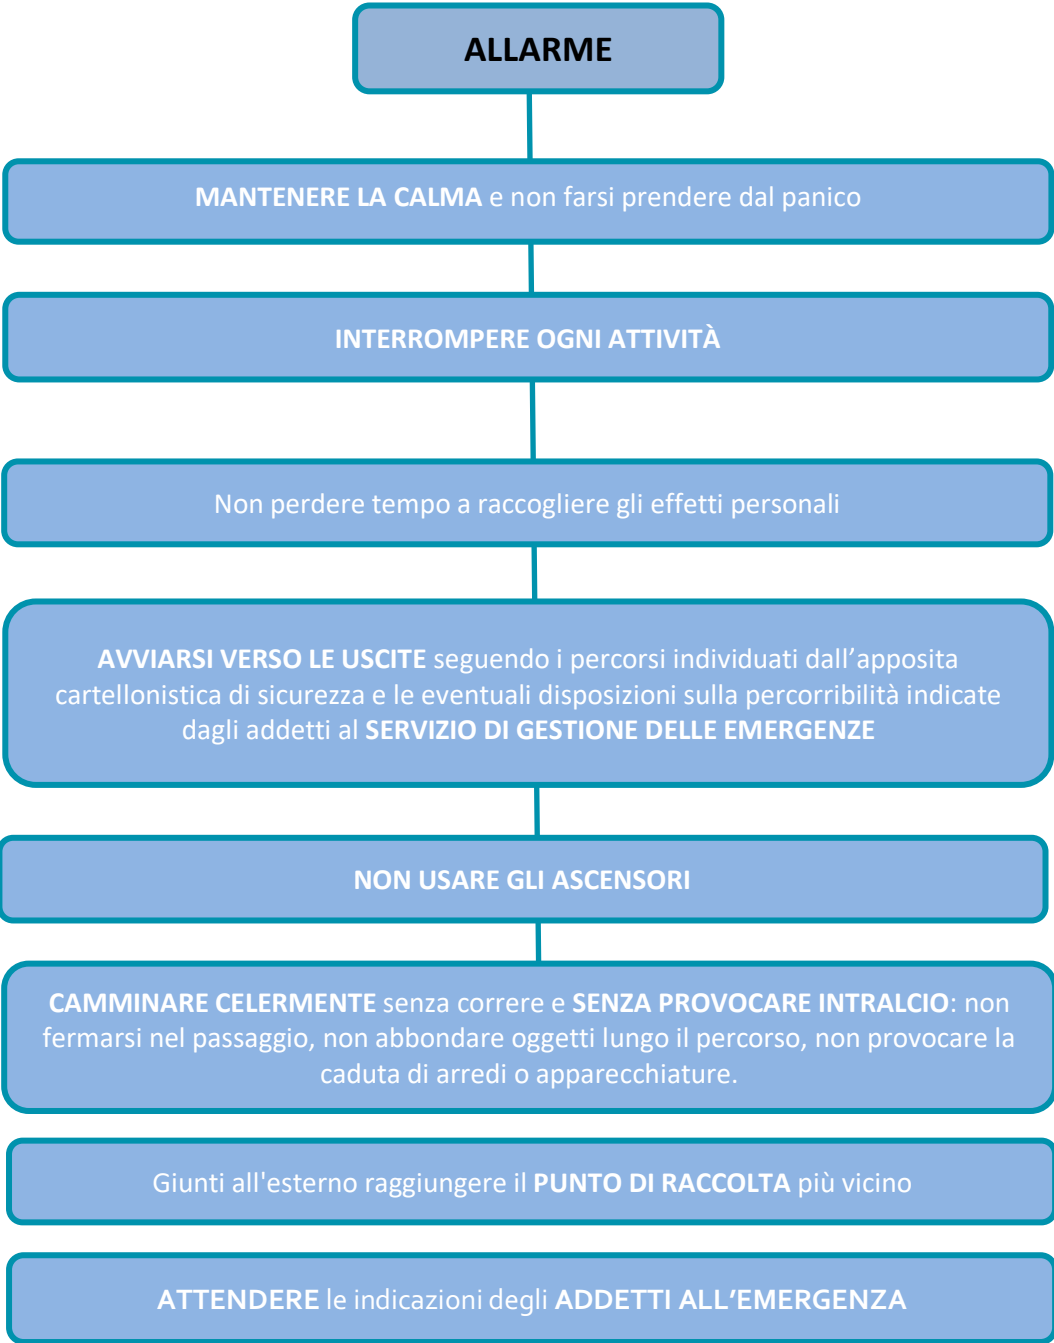 ALLARME
MANTENERE LA CALMA e non farsi prendere dal panico
INTERROMPERE OGNI ATTIVITÀ
Non perdere tempo a raccogliere gli effetti personali
AVVIARSI VERSO LE USCITE seguendo i percorsi individuati dall’apposita
cartellonistica di sicurezza e le eventuali disposizioni sulla percorribilità indicate
dagli addetti al SERVIZIO DI GESTIONE DELLE EMERGENZE
NON USARE GLI ASCENSORI
CAMMINARE CELERMENTE senza correre e SENZA PROVOCARE INTRALCIO: non
fermarsi nel passaggio, non abbondare oggetti lungo il percorso, non provocare la
caduta di arredi o apparecchiature.
Giunti all'esterno raggiungere il PUNTO DI RACCOLTA più vicino
ATTENDERE le indicazioni degli ADDETTI ALL’EMERGENZA